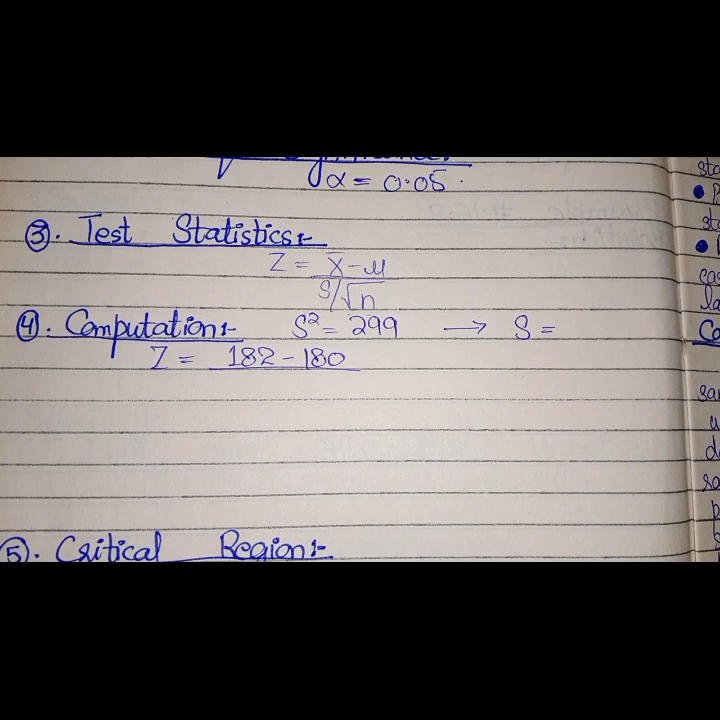 α = 0.05.
③. Test Statistics:-
Z = X̅ - μ
S/√n
④. Computation:- S² = 299 → S =
Z = 182 - 180
⑤. Critical Region:-